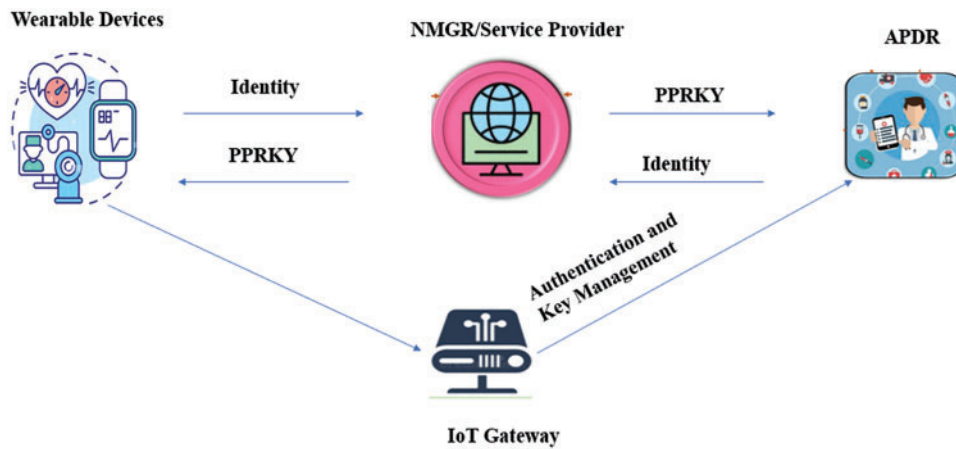 Wearable Devices
NMGR/Service Provider
APDR
Identity
PPRKY
PPRKY
Identity
Authentication and
Key Management
IoT Gateway